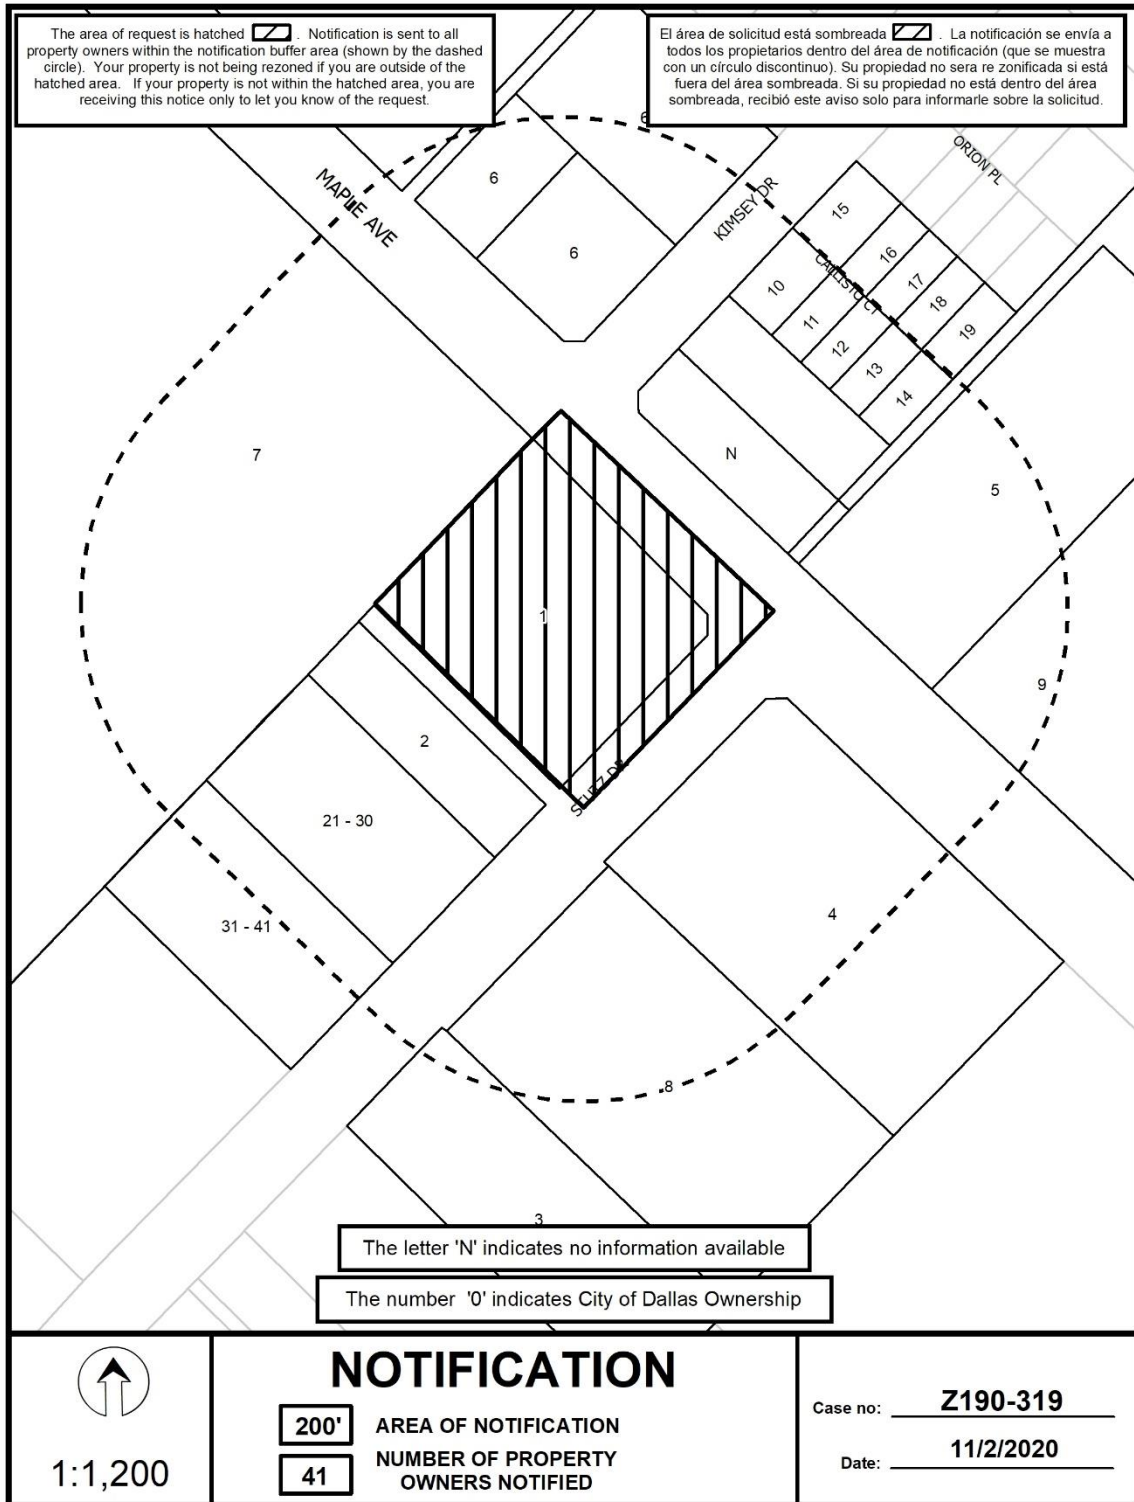 The area of request is hatched . Notification is sent to all
property owners within the notification buffer area (shown by the dashed
circle). Your property is not being rezoned if you are outside of the
hatched area. If your property is not within the hatched area, you are
receiving this notice only to let you know of the request.
El área de solicitud está sombreada . La notificación se envía a
todos los propietarios dentro del área de notificación (que se muestra
con un círculo discontinuo). Su propiedad no sera re zonificada si está
fuera del área sombreada. Si su propiedad no está dentro del área
sombreada, recibió este aviso solo para informarle sobre la solicitud.
6
ORION PL
MAPLE AVE
6
KIMSEY DR
15
6
16
CALLISTO CT
17
10
18
11
19
12
13
14
7
N
5
1
9
2
STUTZ DR
21 - 30
4
31 - 41
8
3
The letter 'N' indicates no information available
The number '0' indicates City of Dallas Ownership
1:1,200
NOTIFICATION
200' AREA OF NOTIFICATION
41 NUMBER OF PROPERTY
OWNERS NOTIFIED
Case no: Z190-319
Date: 11/2/2020